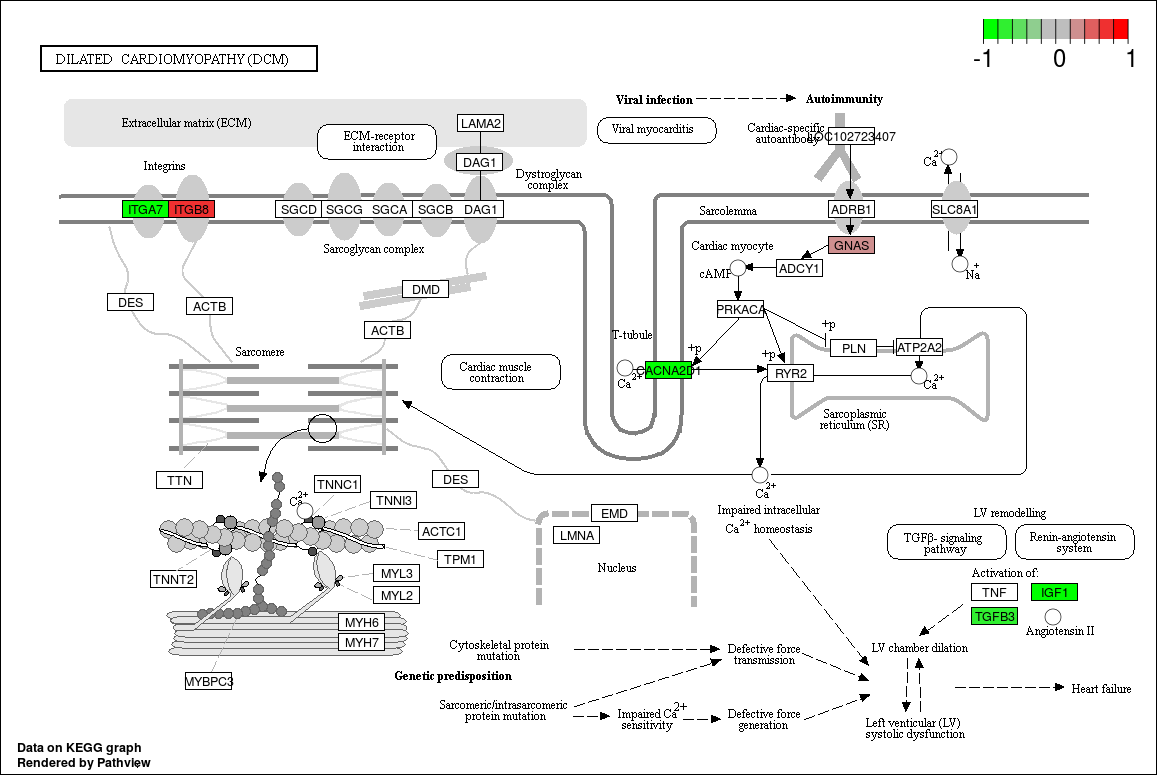 -1 0 1
DILATED CARDIOMYOPATHY (DCM)
Extracellular matrix (ECM)
ECM-receptor
interaction
LAMA2
DAG1
Dystroglycan
complex
Viral infection
Autoimmunity
Viral myocarditis
Cardiac-specific
autoantibody
LOC102723407
Ca2+
Integrins
ITGA7
ITGB8
SGCD
SGCG
SGCA
SGCB
DAG1
Sarcoglycan complex
Sarcolemma
ADRB1
SLC8A1
Na+
Cardiac myocyte
GNAS
cAMP
ADCY1
PRKACA
DES
ACTB
DMD
ACTB
T-tubule
+p
+p
+p
PLN
ATP2A2
Sarcomere
Cardiac muscle
contraction
Ca2+
CACNA2D1
RYR2
Ca2+
Sarcoplasmic
reticulum (SR)
TTN
DES
Ca2+
Ca2+
TNNC1
TNNI3
ACTC1
TPM1
TNNT2
MYL3
MYL2
MYH6
MYH7
MYBPC3
EMD
LMNA
Nucleus
Impaired intracellular
Ca2+ homeostasis
LV remodelling
TGFβ- signaling
pathway
Renin-angiotensin
system
Activation of:
TNF
IGF1
TGFB3
Angiotensin II
Cytoskeletal protein
mutation
Defective force
transmission
LV chamber dilation
Genetic predisposition
Sarcomeric/intrasarcomeric
protein mutation
Impaired Ca2+
sensitivity
Defective force
generation
Heart failure
Left venticular (LV)
systolic dysfunction
Data on KEGG graph
Rendered by Pathview